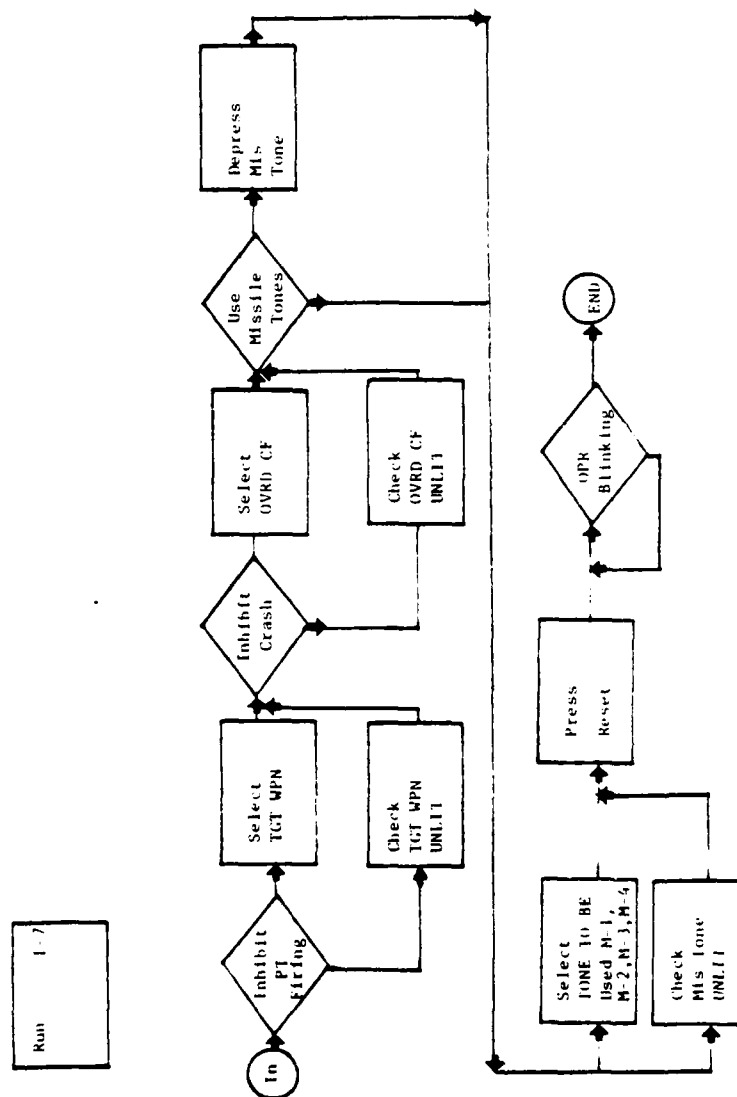 Run 1-7
In
Inhibit
PT
Firing
Select
TGT WPN
Check
TGT WPN
UNLIT
Inhibit
Crash
Select
OVRD CF
Check
OVRD CF
UNLIT
Use
Missile
Tones
Depress
Mis
Tone
Select
TONE TO BE
Used M-1,
M-2,M-3,M-4
Check
Mis Tone
UNLIT
Press
Reset
OPR
Blinking
END